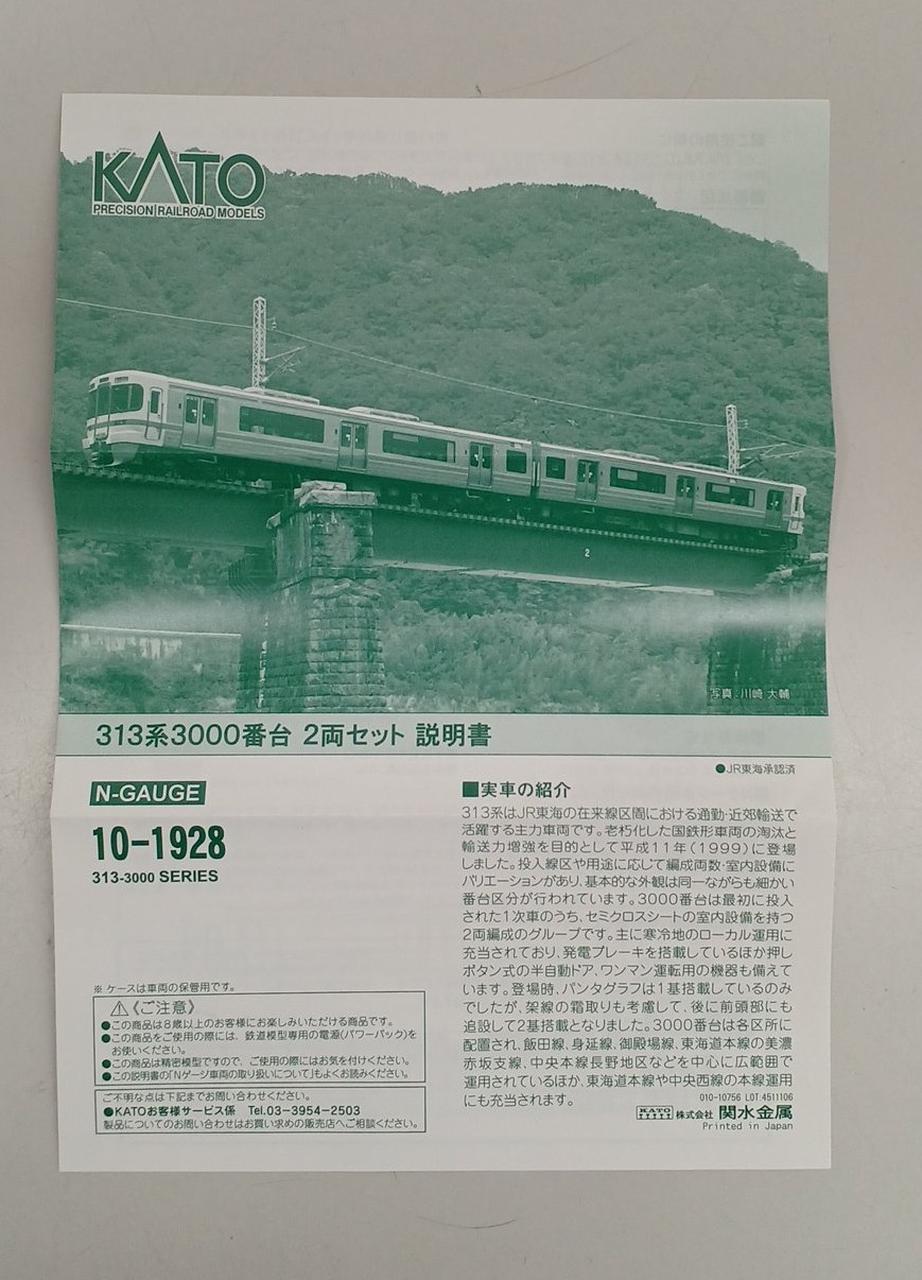 KATO
PRECISION RAILROAD MODELS
2
写真：川崎 大輔
313系3000番台 2両セット 説明書
●JR東海承認済
N-GAUGE
10-1928
313-3000 SERIES
■実車の紹介
313系はJR東海の在来線区間における通勤・近郊輸送で
活躍する主力車両です。老朽化した国鉄形車両の淘汰と
輸送力増強を目的として平成11年(1999)に登場
しました。投入線区や用途に応じて編成両数・室内設備に
バリエーションがあり、基本的な外観は同一ながらも細かい
番台区分が行われています。3000番台は最初に投入
された1次車のうち、セミクロスシートの室内設備を持つ
2両編成のグループです。主に寒冷地のローカル運用に
充当されており、発電ブレーキを搭載しているほか押し
ボタン式の半自動ドア、ワンマン運転用の機器も備えて
います。登場時、パンタグラフは1基搭載しているのみ
でしたが、架線の霜取りも考慮して、後に前頭部にも
追設して2基搭載となりました。3000番台は各区所に
配置され、飯田線、身延線、御殿場線、東海道本線の美濃
赤坂支線、中央本線長野地区などを中心に広範囲で
運用されているほか、東海道本線や中央西線の本線運用
にも充当されます。
※ ケースは車両の保管用です。
⚠《ご注意》
●この商品は8歳以上のお客様にお楽しみいただける商品です。
●この商品をご使用の際には、鉄道模型専用の電源(パワーパック)を
お使いください。
●この商品は精密模型ですので、ご使用の際にはお気を付けください。
●この説明書の「Nゲージ車両の取り扱いについて」もよくお読みください。
ご不明な点は下記までお問い合わせください。
●KATOお客様サービス係 Tel.03-3954-2503
製品についてのお問い合わせはお買い求めの販売店へご相談ください。
010-10756 LOT.4511106
KATO 株式会社 関水金属
Printed in Japan